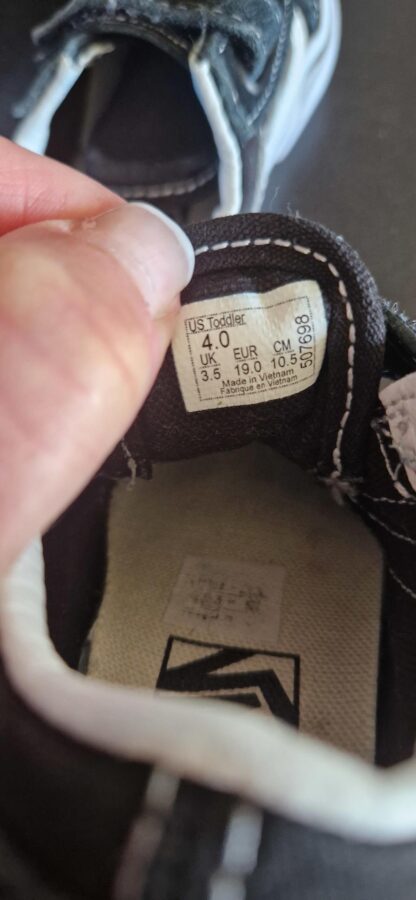 US Toddler
4.0
UK EUR CM
3.5 19.0 10.5
Made in Vietnam
Fabrique en Vietnam
507698